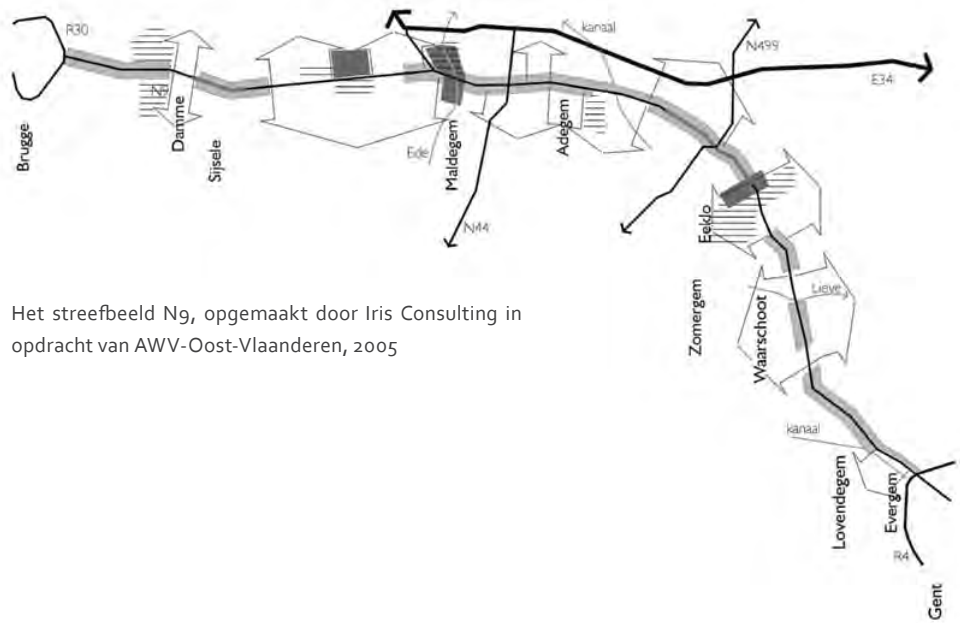 R30
kanaal
N499
E34
N9
Brugge
Damme
Sijsele
Ede
Maldegem
Adegem
N44
Eeklo
Zomergem
Waarschoot
Lieve
kanaal
Lovendegem
Evergem
R4
Gent
Het streefbeeld N9, opgemaakt door Iris Consulting in
opdracht van AWV-Oost-Vlaanderen, 2005